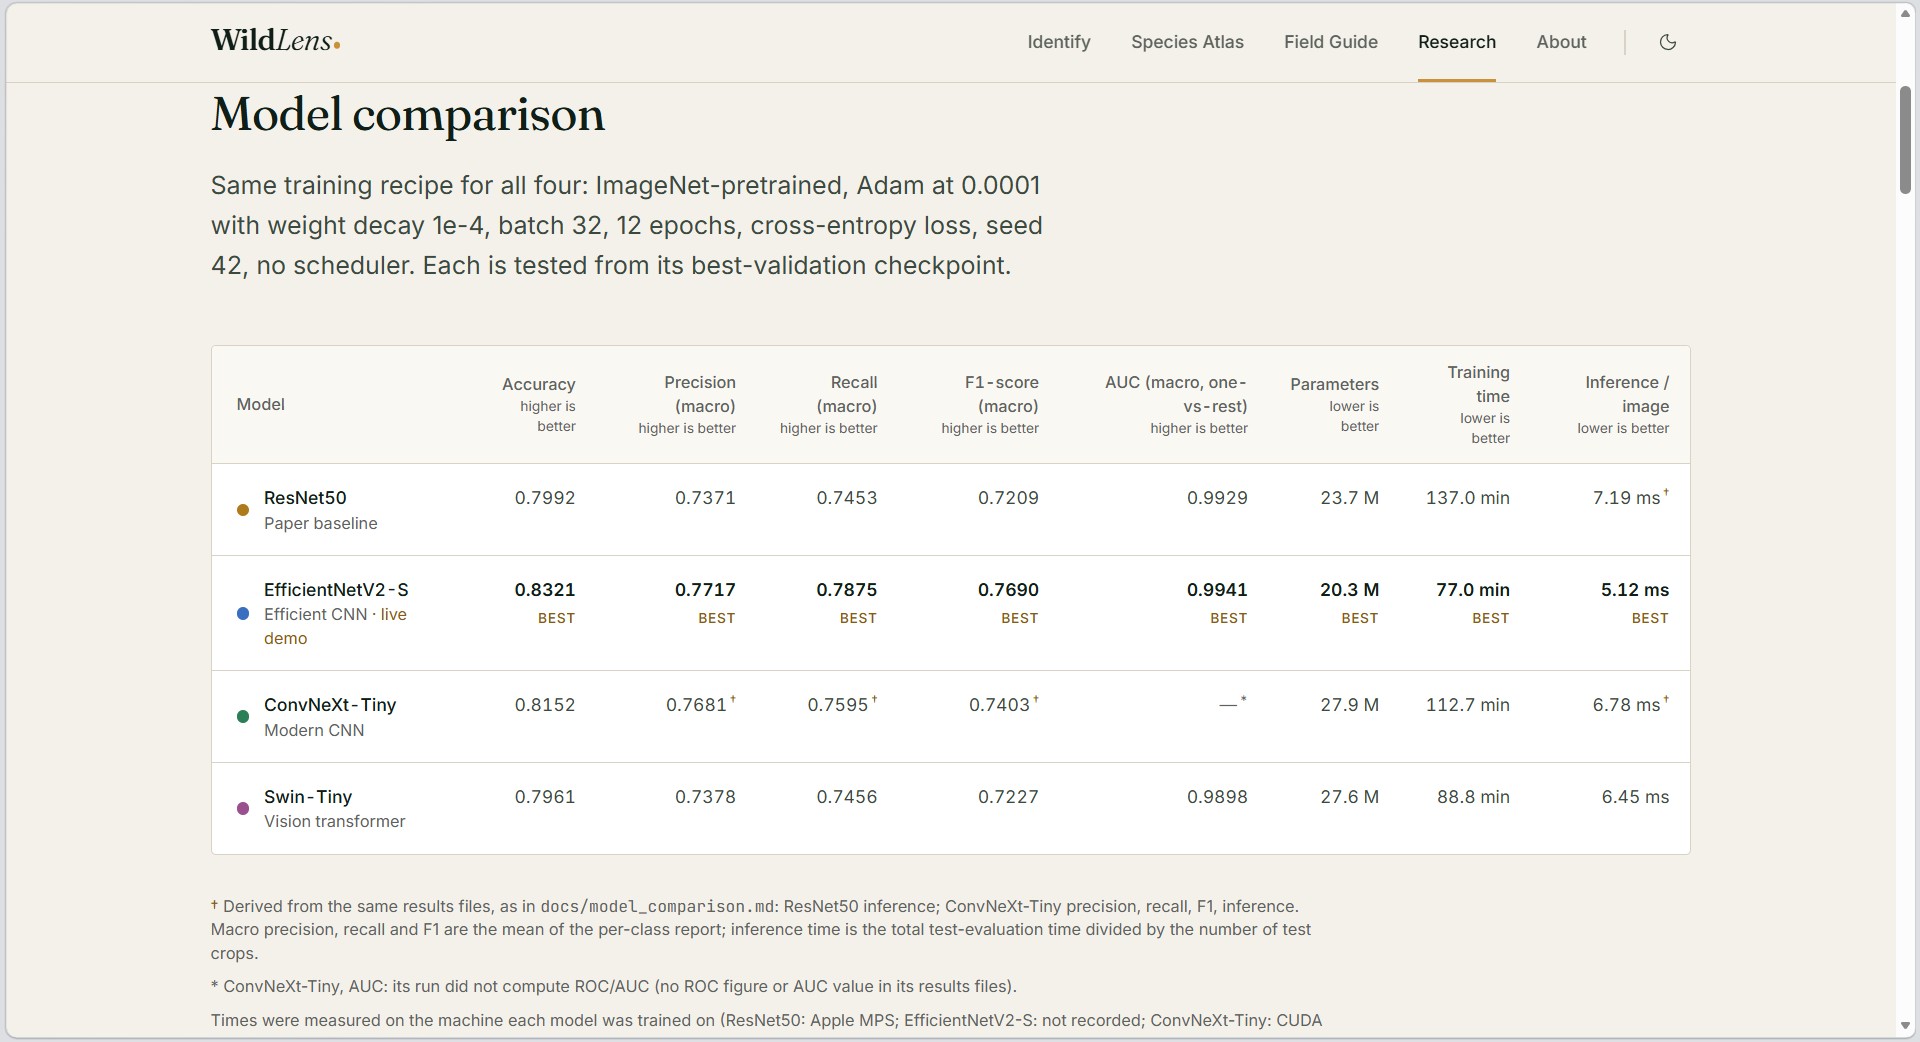 WildLens.
Identify Species Atlas Field Guide Research About
Model comparison
Same training recipe for all four: ImageNet-pretrained, Adam at 0.0001
with weight decay 1e-4, batch 32, 12 epochs, cross-entropy loss, seed
42, no scheduler. Each is tested from its best-validation checkpoint.
Model
Accuracy
higher is
better
Precision
(macro)
higher is better
Recall
(macro)
higher is better
F1-score
(macro)
higher is better
AUC (macro, one-
vs-rest)
higher is better
Parameters
lower is
better
Training
time
lower is
better
Inference /
image
lower is better
ResNet50 0.7992 0.7371 0.7453 0.7209 0.9929 23.7 M 137.0 min 7.19 ms†
Paper baseline
EfficientNetV2-S 0.8321 0.7717 0.7875 0.7690 0.9941 20.3 M 77.0 min 5.12 ms
Efficient CNN · live BEST BEST BEST BEST BEST BEST BEST BEST
demo
ConvNeXt-Tiny 0.8152 0.7681† 0.7595† 0.7403† —* 27.9 M 112.7 min 6.78 ms†
Modern CNN
Swin-Tiny 0.7961 0.7378 0.7456 0.7227 0.9898 27.6 M 88.8 min 6.45 ms
Vision transformer
† Derived from the same results files, as in docs/model_comparison.md: ResNet50 inference; ConvNeXt-Tiny precision, recall, F1, inference.
Macro precision, recall and F1 are the mean of the per-class report; inference time is the total test-evaluation time divided by the number of test
crops.
* ConvNeXt-Tiny, AUC: its run did not compute ROC/AUC (no ROC figure or AUC value in its results files).
Times were measured on the machine each model was trained on (ResNet50: Apple MPS; EfficientNetV2-S: not recorded; ConvNeXt-Tiny: CUDA